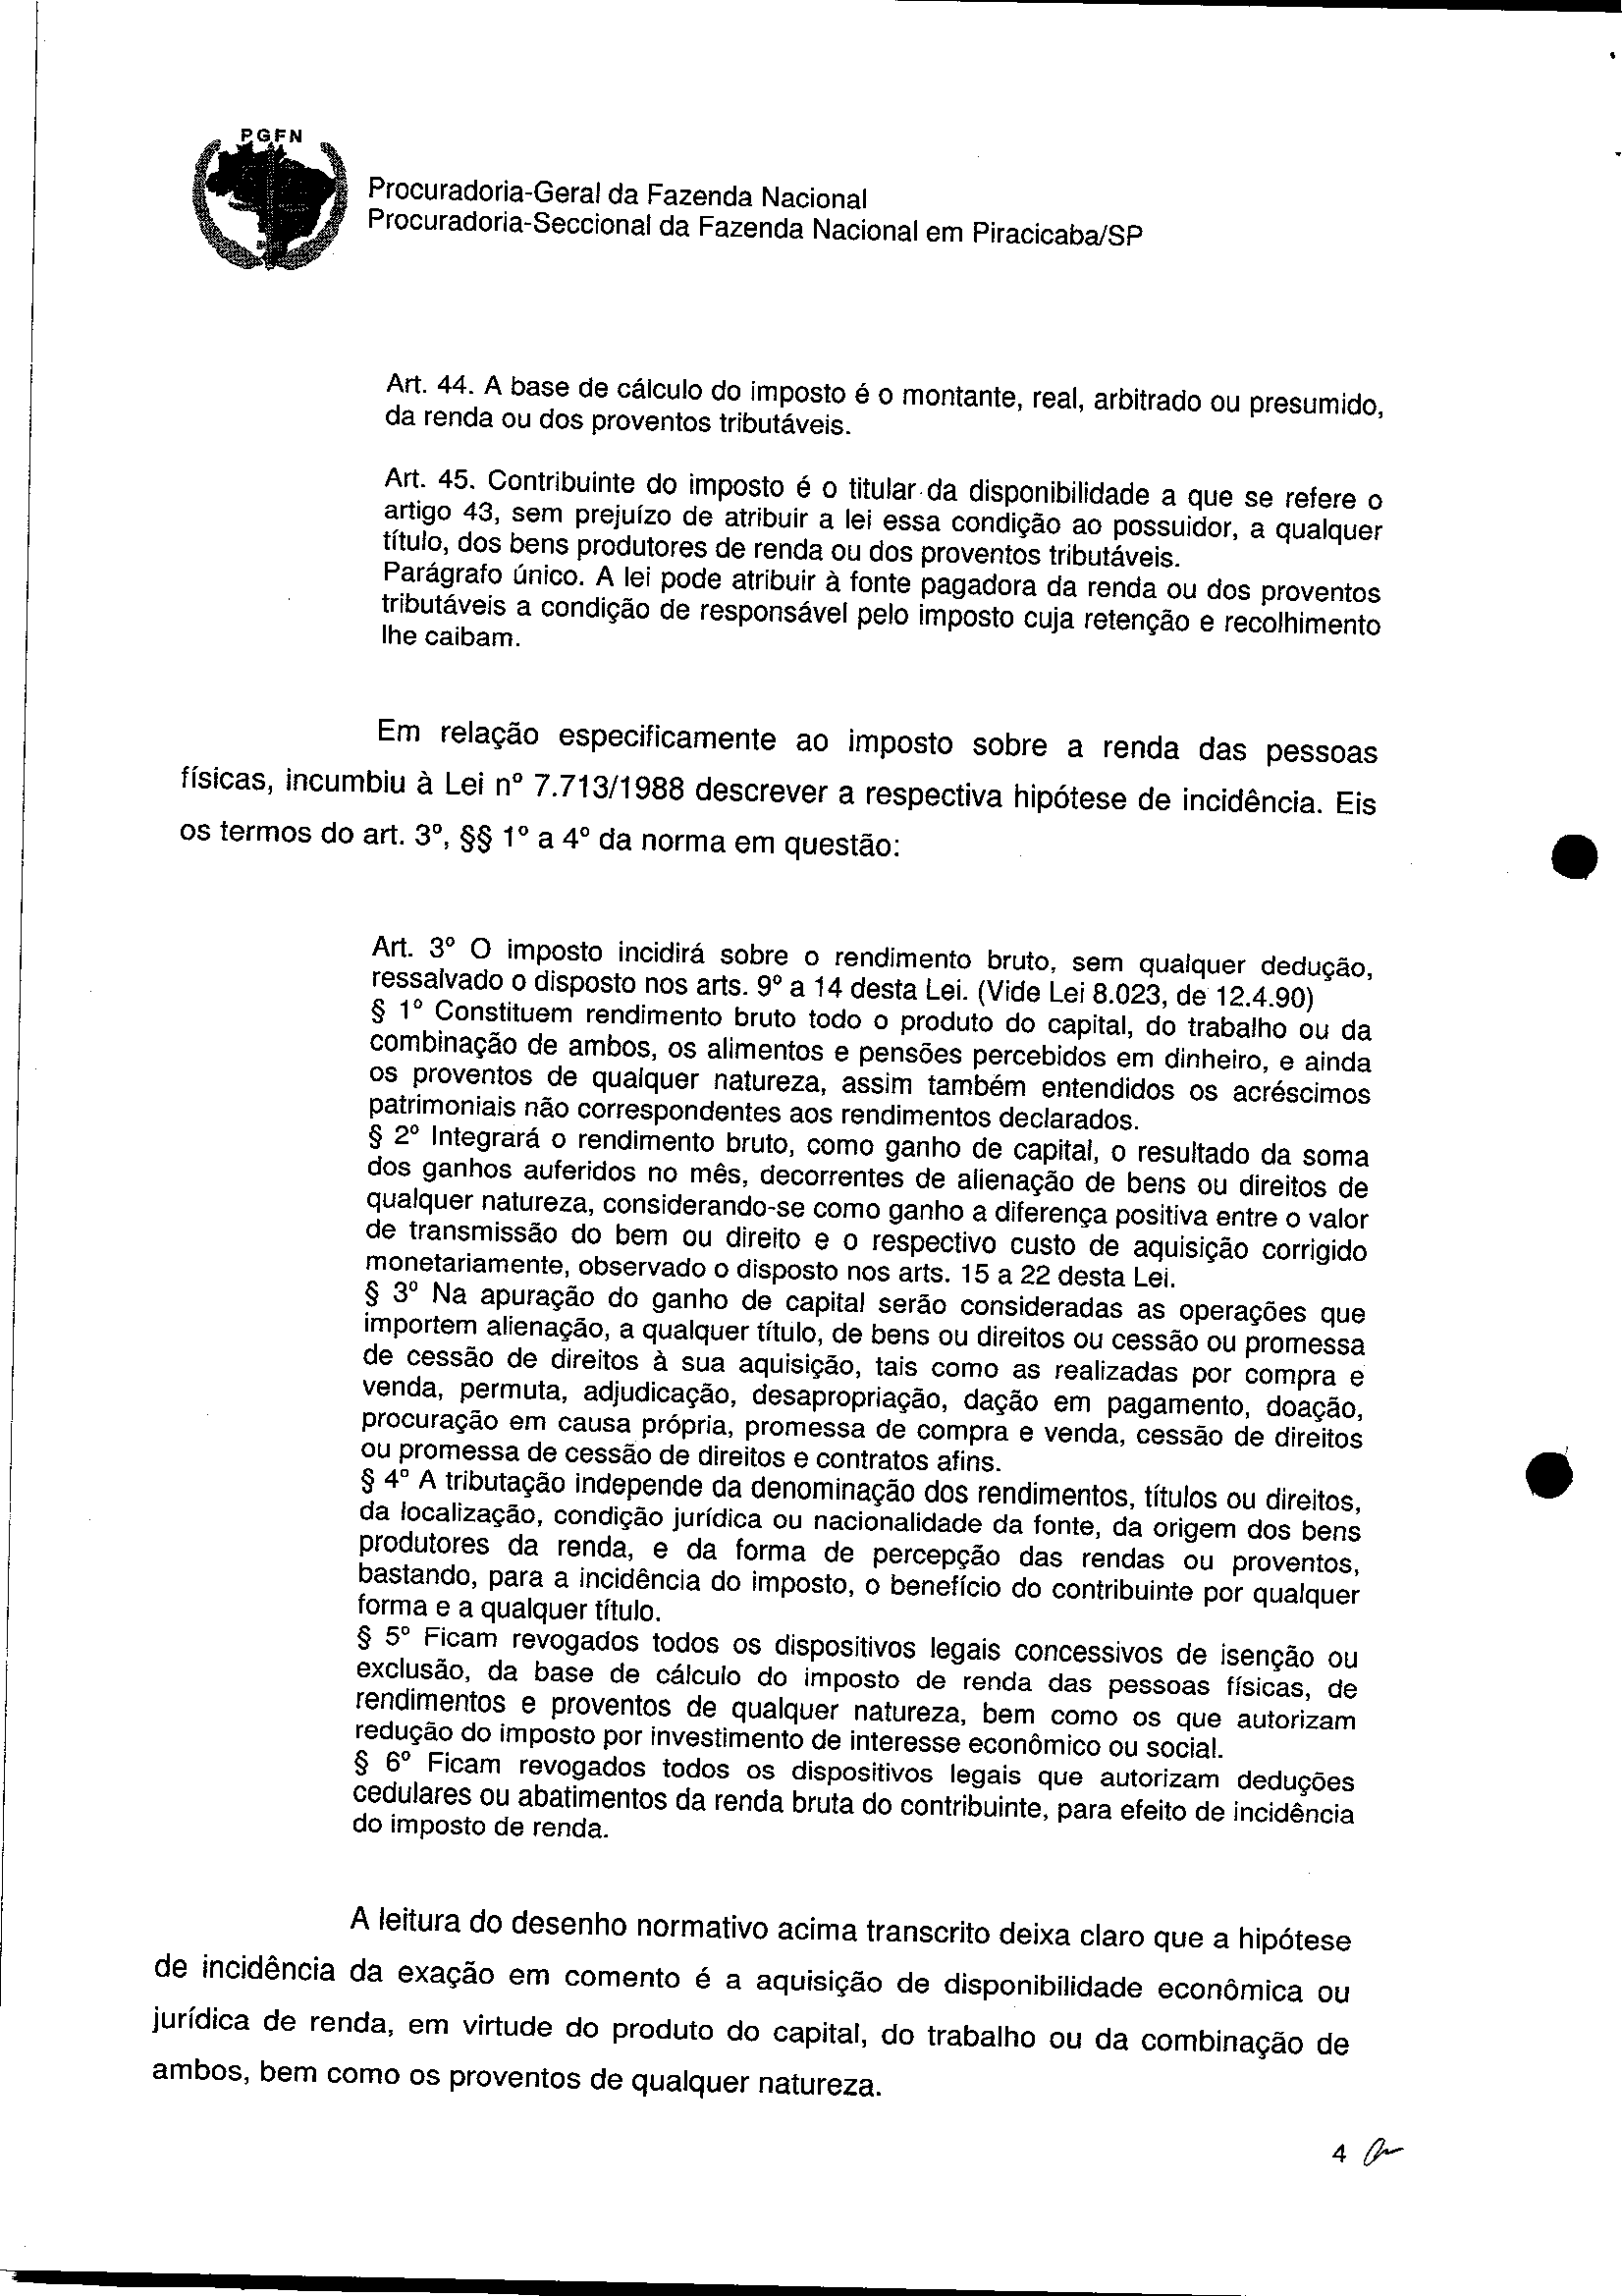 PGFN
Procuradoria-Geral da Fazenda Nacional
Procuradoria-Seccional da Fazenda Nacional em Piracicaba/SP
Art. 44. A base de cálculo do imposto é o montante, real, arbitrado ou presumido,
da renda ou dos proventos tributáveis.
Art. 45. Contribuinte do imposto é o titular da disponibilidade a que se refere o
artigo 43, sem prejuízo de atribuir a lei essa condição ao possuidor, a qualquer
título, dos bens produtores de renda ou dos proventos tributáveis.
Parágrafo único. A lei pode atribuir à fonte pagadora da renda ou dos proventos
tributáveis a condição de responsável pelo imposto cuja retenção e recolhimento
lhe caibam.
Em relação especificamente ao imposto sobre a renda das pessoas
físicas, incumbiu à Lei nº 7.713/1988 descrever a respectiva hipótese de incidência. Eis
os termos do art. 3º, §§ 1º a 4º da norma em questão:
Art. 3º O imposto incidirá sobre o rendimento bruto, sem qualquer dedução,
ressalvado o disposto nos arts. 9º a 14 desta Lei. (Vide Lei 8.023, de 12.4.90)
§ 1º Constituem rendimento bruto todo o produto do capital, do trabalho ou da
combinação de ambos, os alimentos e pensões percebidos em dinheiro, e ainda
os proventos de qualquer natureza, assim também entendidos os acréscimos
patrimoniais não correspondentes aos rendimentos declarados.
§ 2º Integrará o rendimento bruto, como ganho de capital, o resultado da soma
dos ganhos auferidos no mês, decorrentes de alienação de bens ou direitos de
qualquer natureza, considerando-se como ganho a diferença positiva entre o valor
de transmissão do bem ou direito e o respectivo custo de aquisição corrigido
monetariamente, observado o disposto nos arts. 15 a 22 desta Lei.
§ 3º Na apuração do ganho de capital serão consideradas as operações que
importem alienação, a qualquer título, de bens ou direitos ou cessão ou promessa
de cessão de direitos à sua aquisição, tais como as realizadas por compra e
venda, permuta, adjudicação, desapropriação, dação em pagamento, doação,
procuração em causa própria, promessa de compra e venda, cessão de direitos
ou promessa de cessão de direitos e contratos afins.
§ 4º A tributação independe da denominação dos rendimentos, títulos ou direitos,
da localização, condição jurídica ou nacionalidade da fonte, da origem dos bens
produtores da renda, e da forma de percepção das rendas ou proventos,
bastando, para a incidência do imposto, o benefício do contribuinte por qualquer
forma e a qualquer título.
§ 5º Ficam revogados todos os dispositivos legais concessivos de isenção ou
exclusão, da base de cálculo do imposto de renda das pessoas físicas, de
rendimentos e proventos de qualquer natureza, bem como os que autorizam
redução do imposto por investimento de interesse econômico ou social.
§ 6º Ficam revogados todos os dispositivos legais que autorizam deduções
cedulares ou abatimentos da renda bruta do contribuinte, para efeito de incidência
do imposto de renda.
A leitura do desenho normativo acima transcrito deixa claro que a hipótese
de incidência da exação em comento é a aquisição de disponibilidade econômica ou
jurídica de renda, em virtude do produto do capital, do trabalho ou da combinação de
ambos, bem como os proventos de qualquer natureza.
4